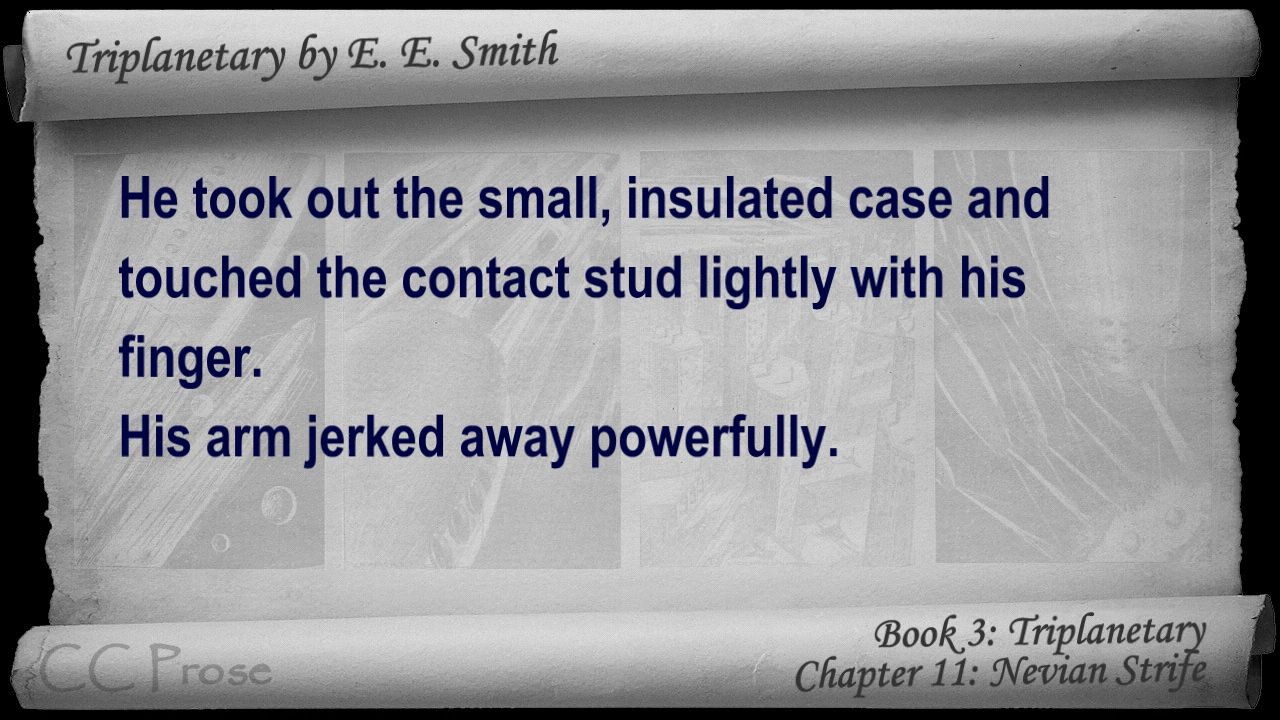 Triplanetary by E. E. Smith
He took out the small, insulated case and
touched the contact stud lightly with his
finger.
His arm jerked away powerfully.
Book 3: Triplanetary
Chapter 11: Nevian Strife
CC Prose